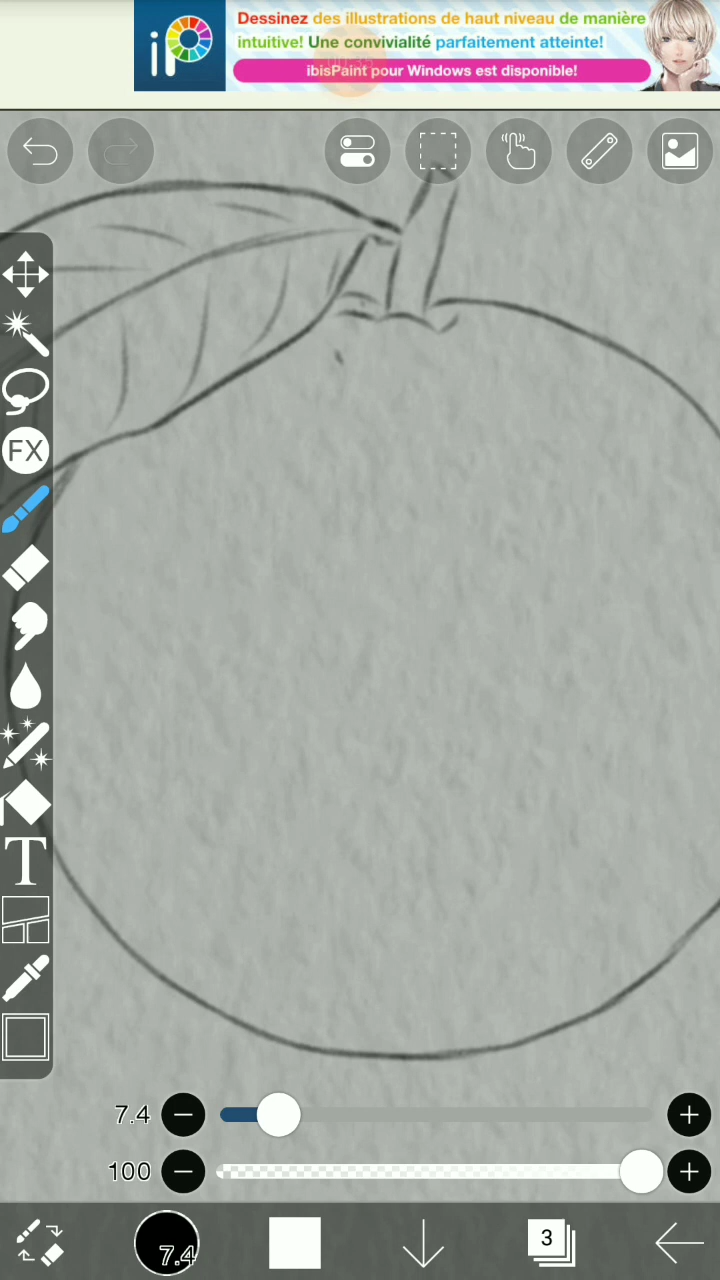 iP
Dessinez des illustrations de haut niveau de manière
intuitive! Une convivialité parfaitement atteinte!
ibisPaint pour Windows est disponible!
FX
T
7.4
100
7.4
3